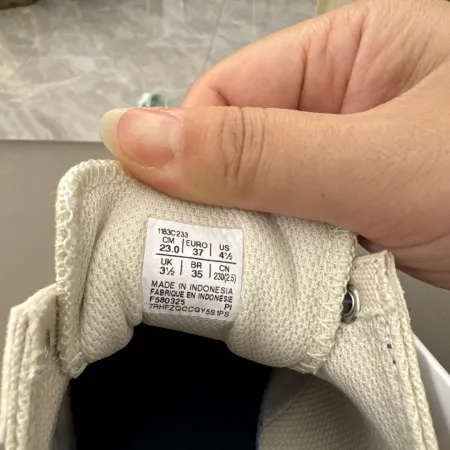 1183C233
CM EURO US
23.0 37 4½
UK BR CN
3½ 35 230(2.5)
MADE IN INDONESIA
FABRIQUE EN INDONESIE
F580325 PI
7RHFZQCCGY5S1PS